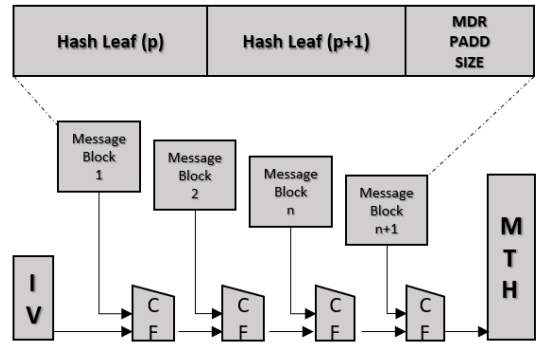 Hash Leaf (p)
Hash Leaf (p+1)
MDR
PADD
SIZE
Message
Block
1
Message
Block
2
Message
Block
n
Message
Block
n+1
I
V
C
F
C
F
C
F
C
F
M
T
H